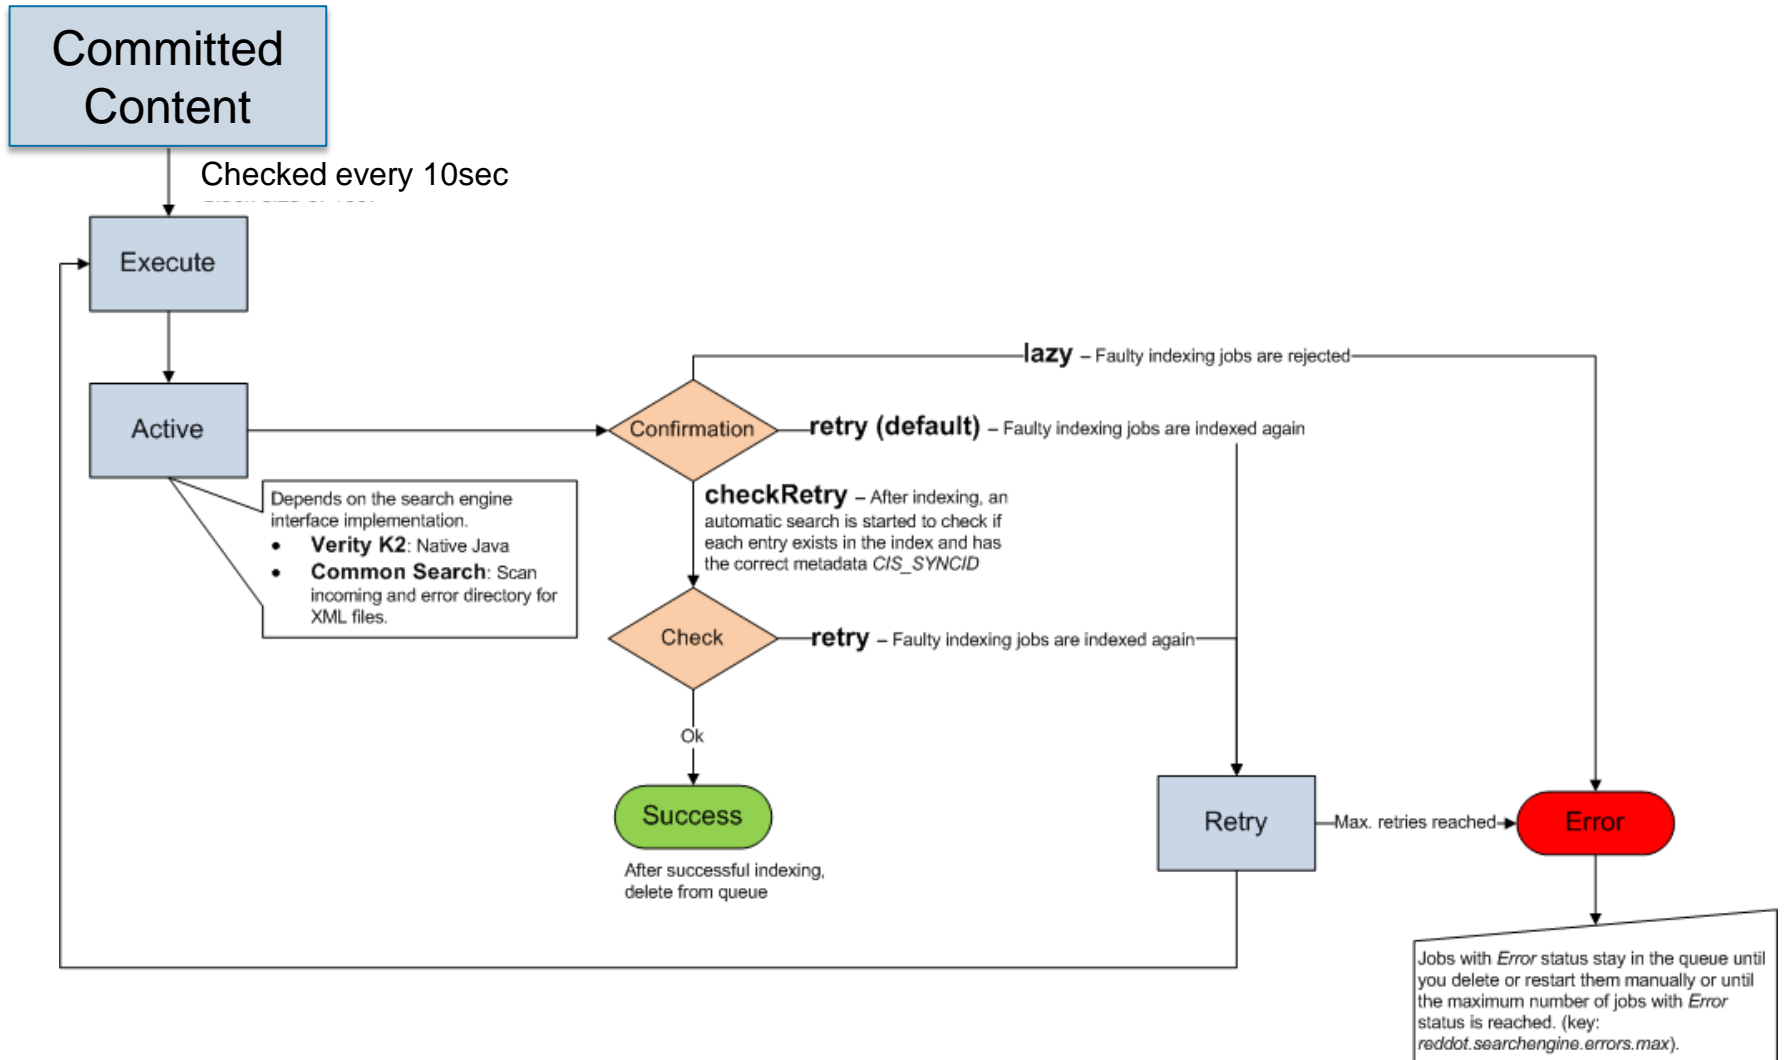 Committed
Content
Checked every 10sec
Execute
Active
lazy – Faulty indexing jobs are rejected
Confirmation
retry (default) – Faulty indexing jobs are indexed again
Depends on the search engine
interface implementation.
• Verity K2: Native Java
• Common Search: Scan
incoming and error directory for
XML files.
checkRetry – After indexing, an
automatic search is started to check if
each entry exists in the index and has
the correct metadata CIS_SYNCID
Check
retry – Faulty indexing jobs are indexed again
Ok
Success
After successful indexing,
delete from queue
Retry
Max. retries reached
Error
Jobs with Error status stay in the queue until
you delete or restart them manually or until
the maximum number of jobs with Error
status is reached. (key:
reddot.searchengine.errors.max).